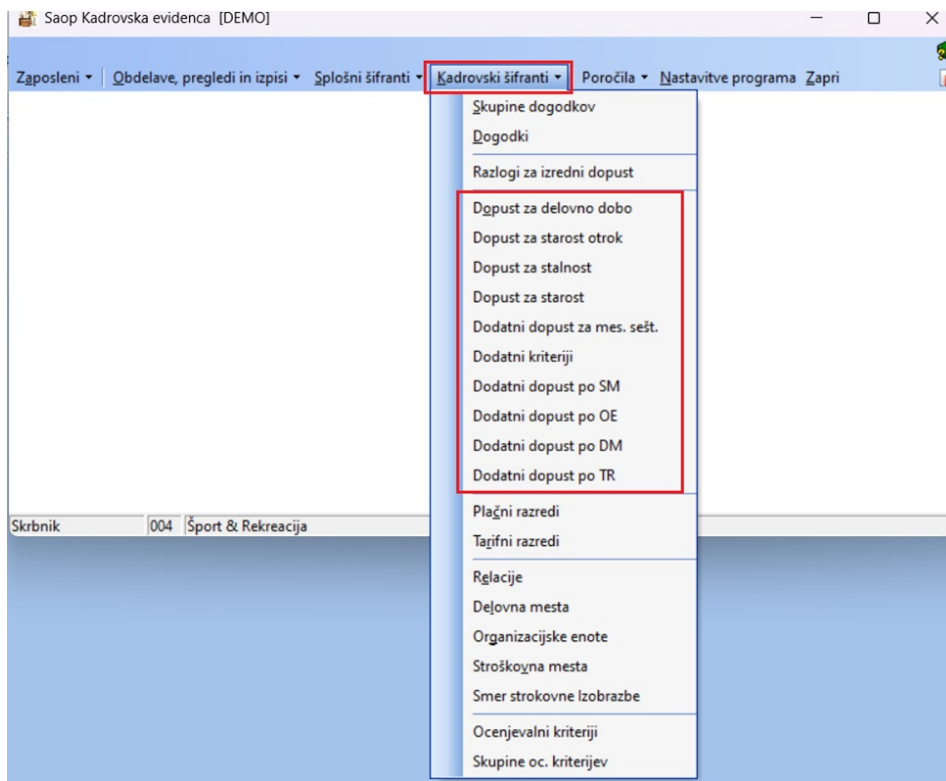 Saop Kadrovska evidenca [DEMO]
Zaposleni Obdelave, pregledi in izpisi Splošni šifranti Kadrovski šifranti Poročila Nastavitve programa Zapri
Skupine dogodkov
Dogodki
Razlogi za izredni dopust
Dopust za delovno dobo
Dopust za starost otrok
Dopust za stalnost
Dopust za starost
Dodatni dopust za mes. sešt.
Dodatni kriteriji
Dodatni dopust po SM
Dodatni dopust po OE
Dodatni dopust po DM
Dodatni dopust po TR
Plačni razredi
Tarifni razredi
Relacije
Delovna mesta
Organizacijske enote
Stroškovna mesta
Smer strokovne Izobrazbe
Ocenjevalni kriteriji
Skupine oc. kriterijev
Skrbnik 004 Šport & Rekreacija